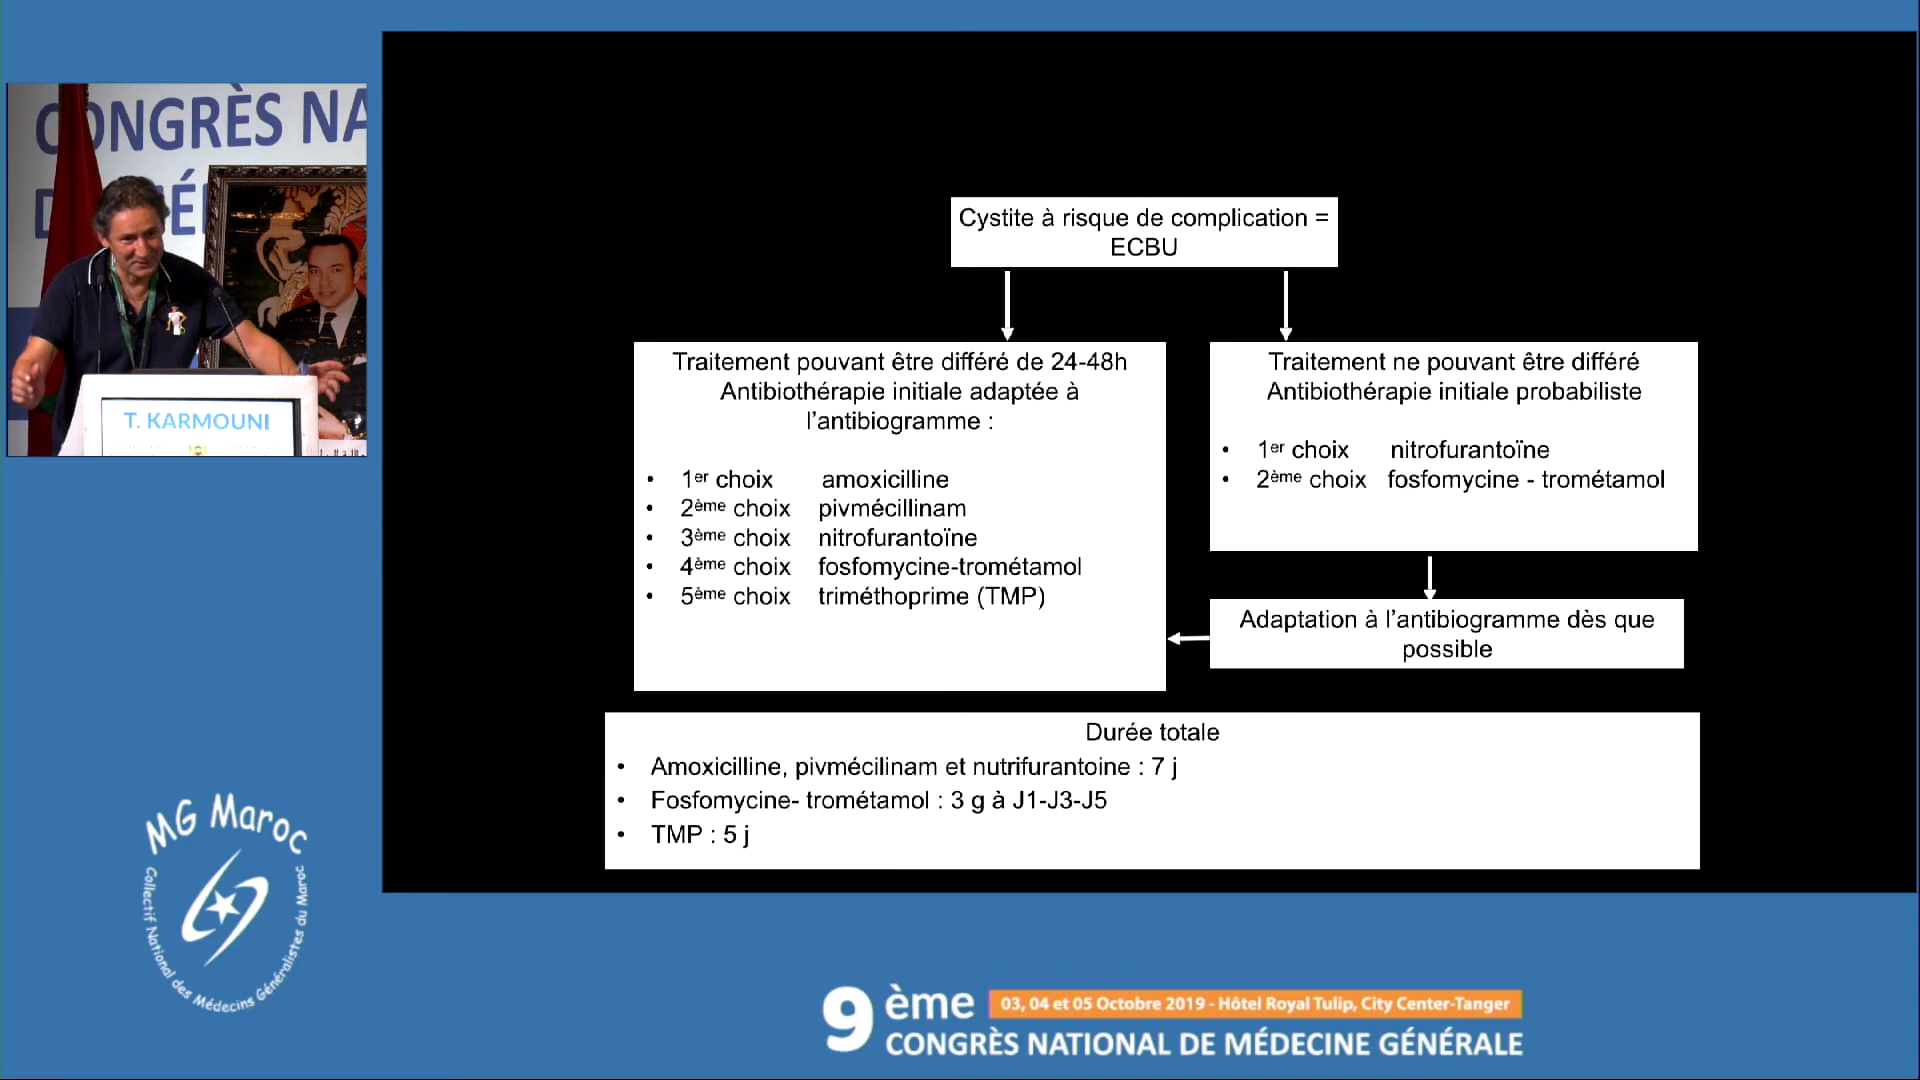 CONGRÈS NA
T. KARMOUNI
Cystite à risque de complication =
ECBU
Traitement pouvant être différé de 24-48h
Antibiothérapie initiale adaptée à
l’antibiogramme :
• 1er choix amoxicilline
• 2ème choix pivmécillinam
• 3ème choix nitrofurantoïne
• 4ème choix fosfomycine-trométamol
• 5ème choix triméthoprime (TMP)
Traitement ne pouvant être différé
Antibiothérapie initiale probabiliste
• 1er choix nitrofurantoïne
• 2ème choix fosfomycine - trométamol
Adaptation à l’antibiogramme dès que
possible
Durée totale
• Amoxicilline, pivmécilinam et nutrifurantoine : 7 j
• Fosfomycine- trométamol : 3 g à J1-J3-J5
• TMP : 5 j
MG Maroc
Collectif National des Médecins Généralistes du Maroc
9ème
03, 04 et 05 Octobre 2019 - Hôtel Royal Tulip, City Center-Tanger
CONGRÈS NATIONAL DE MÉDECINE GÉNÉRALE